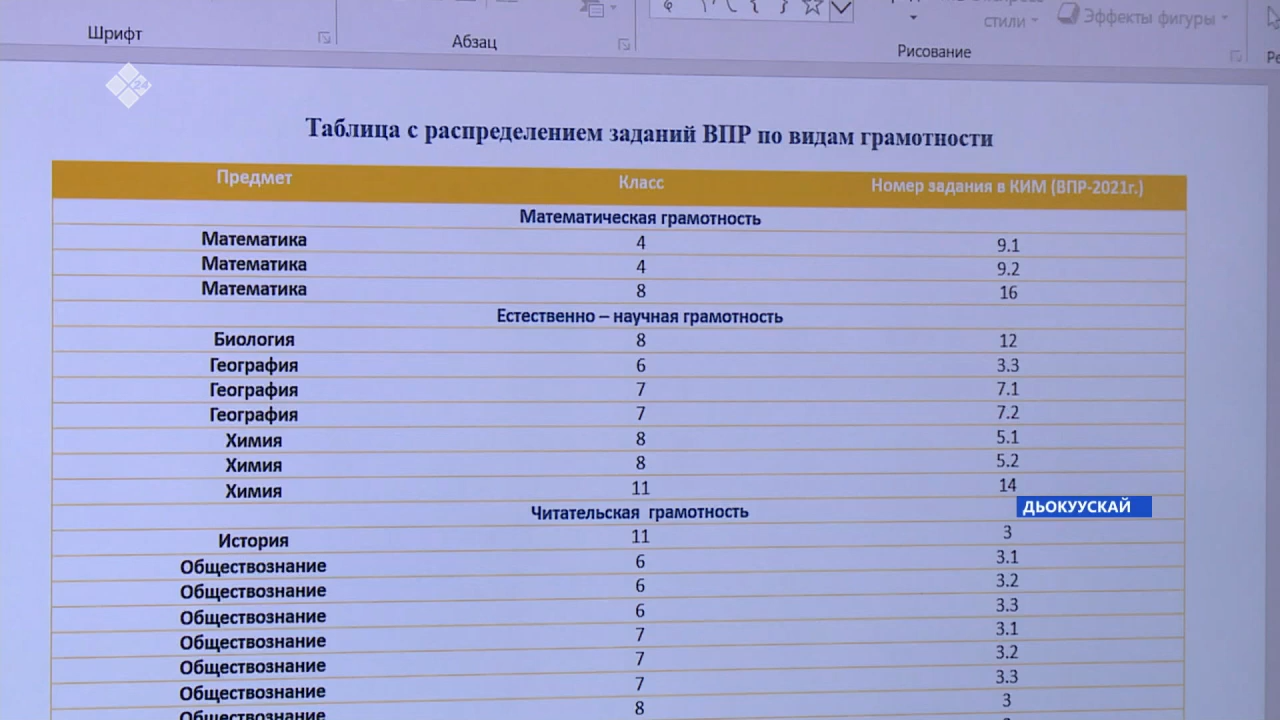 Шрифт
Абзац
стили
Эффекты фигуры
Рисование
24
Таблица с распределением заданий ВПР по видам грамотности
Предмет Класс Номер задания в КИМ (ВПР-2021г.)
Математическая грамотность
Математика 4 9.1
Математика 4 9.2
Математика 8 16
Естественно – научная грамотность
Биология 8 12
География 6 3.3
География 7 7.1
География 7 7.2
Химия 8 5.1
Химия 8 5.2
Химия 11 14
ДЬОКУУСКАЙ
Читательская грамотность
История 11 3
Обществознание 6 3.1
Обществознание 6 3.2
Обществознание 6 3.3
Обществознание 7 3.1
Обществознание 7 3.2
Обществознание 7 3.3
Обществознание 8 3